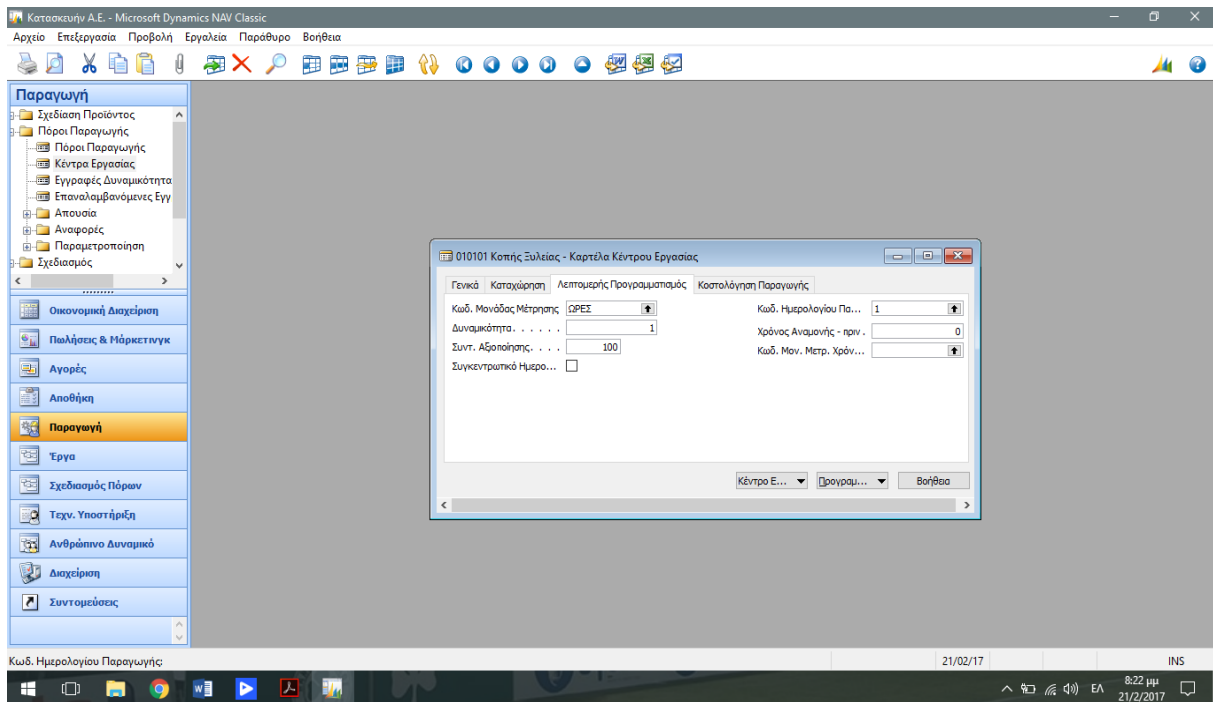 Κατασκευήν Α.Ε. - Microsoft Dynamics NAV Classic
Αρχείο Επεξεργασία Προβολή Εργαλεία Παράθυρο Βοήθεια
Παραγωγή
Σχεδίαση Προϊόντος
Πόροι Παραγωγής
Πόροι Παραγωγής
Κέντρα Εργασίας
Εγγραφές Δυναμικότητα
Επαναλαμβανόμενες Εγγ
Απουσία
Αναφορές
Παραμετροποίηση
Σχεδιασμός
Οικονομική Διαχείριση
Πωλήσεις & Μάρκετινγκ
Αγορές
Αποθήκη
Παραγωγή
Έργα
Σχεδιασμός Πόρων
Τεχν. Υποστήριξη
Ανθρώπινο Δυναμικό
Διαχείριση
Συντομεύσεις
010101 Κοπής Ξυλείας - Καρτέλα Κέντρου Εργασίας
Γενικά Καταχώρηση Λεπτομερής Προγραμματισμός Κοστολόγηση Παραγωγής
Κωδ. Μονάδας Μέτρησης ΩΡΕΣ Κωδ. Ημερολογίου Πα... 1
Δυναμικότητα. . . . . . 1 Χρόνος Αναμονής - πριν . 0
Συντ. Αξιοποίησης. . . . 100 Κωδ. Μον. Μετρ. Χρόν...
Συγκεντρωτικό Ημερο...
Κέντρο Ε... Προγραμ... Βοήθεια
Κωδ. Ημερολογίου Παραγωγής: 21/02/17 INS
ΕΛ 8:22 μμ
21/2/2017